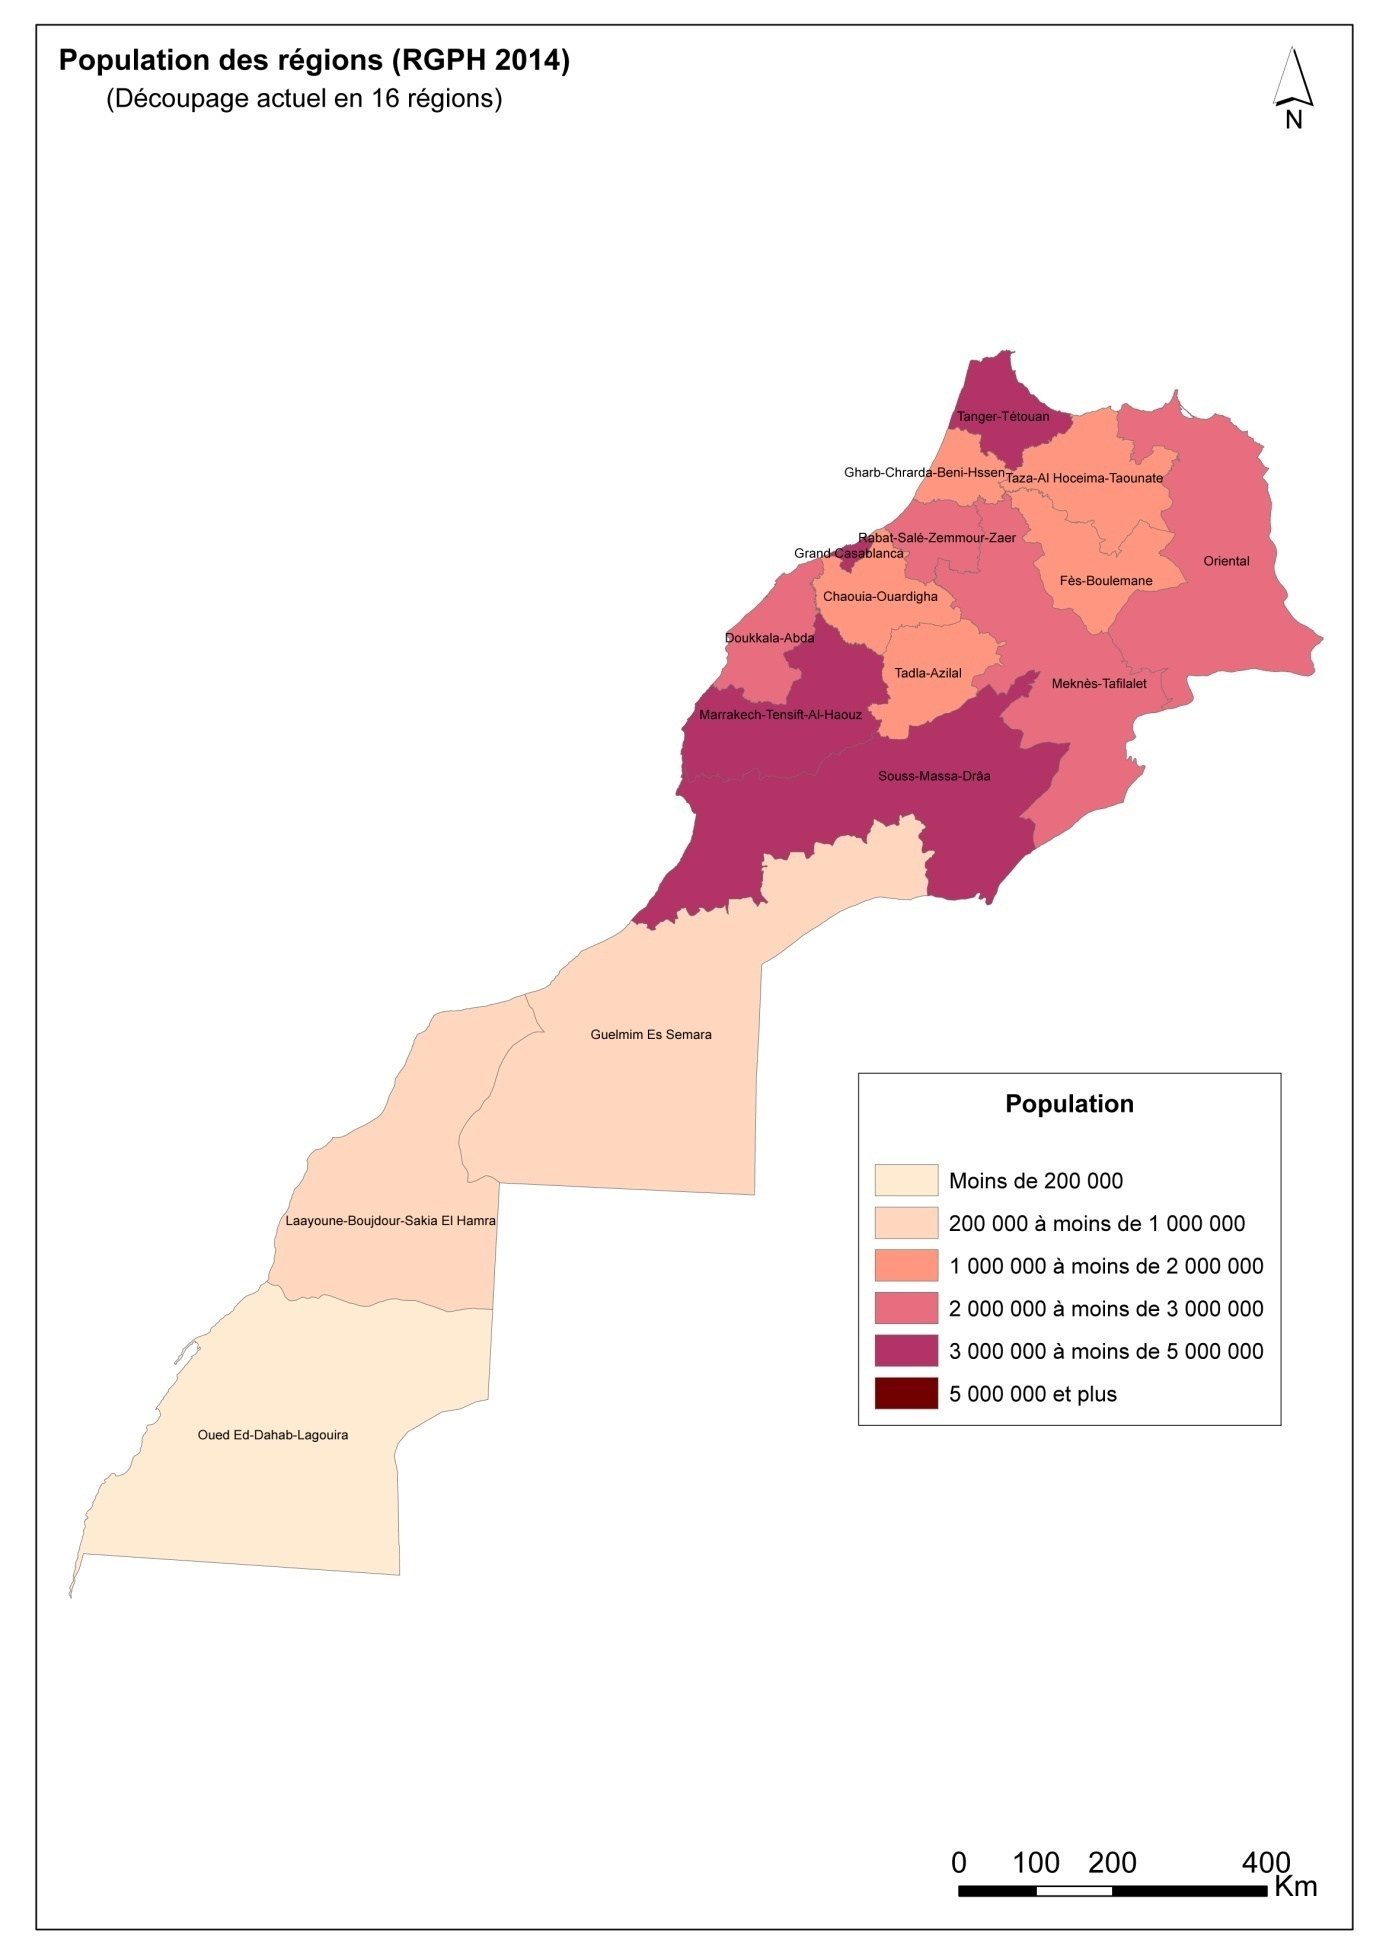 Population des régions (RGPH 2014)
(Découpage actuel en 16 régions)
N
Tanger-Tétouan
Gharb-Chrarda-Beni-Hssen
Taza-Al Hoceima-Taounate
Rabat-Salé-Zemmour-Zaer
Grand Casablanca
Oriental
Fès-Boulemane
Chaouia-Ouardigha
Doukkala-Abda
Tadla-Azilal
Meknès-Tafilalet
Marrakech-Tensift-Al-Haouz
Souss-Massa-Drâa
Guelmim Es Semara
Laayoune-Boujdour-Sakia El Hamra
Oued Ed-Dahab-Lagouira
Population
Moins de 200 000
200 000 à moins de 1 000 000
1 000 000 à moins de 2 000 000
2 000 000 à moins de 3 000 000
3 000 000 à moins de 5 000 000
5 000 000 et plus
0 100 200 400
Km